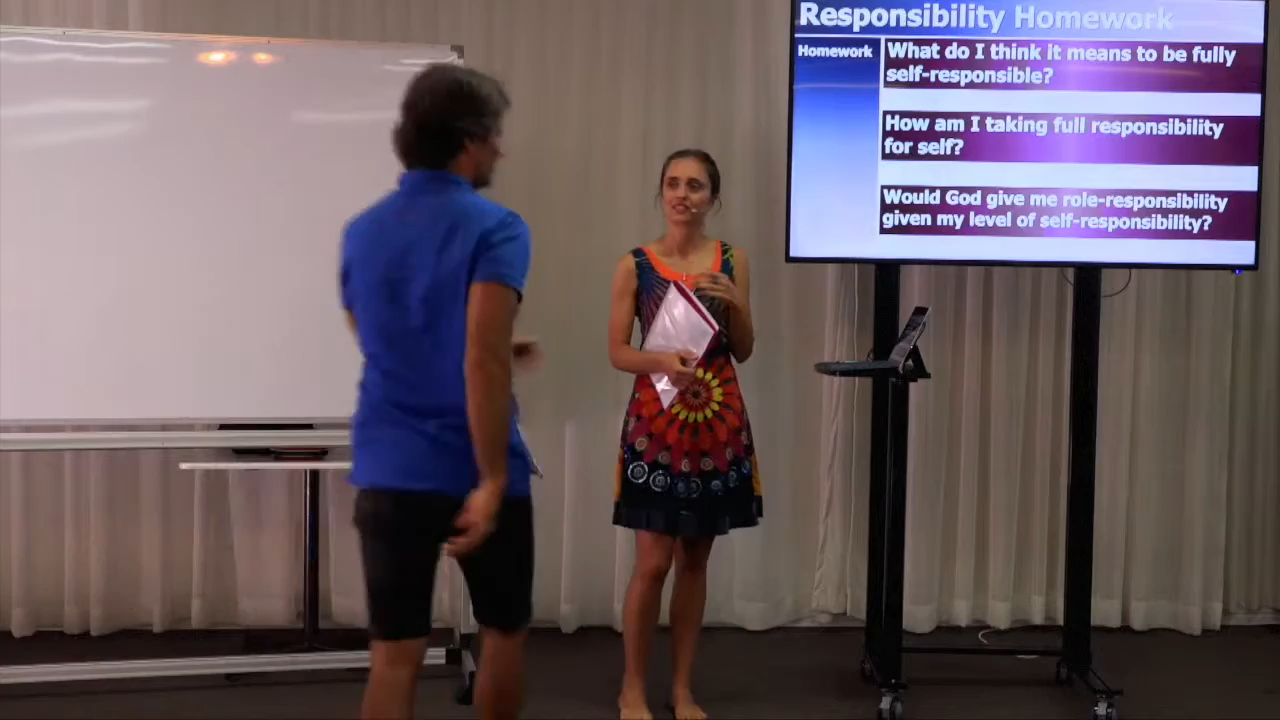 Responsibility Homework
Homework
What do I think it means to be fully
self-responsible?
How am I taking full responsibility
for self?
Would God give me role-responsibility
given my level of self-responsibility?